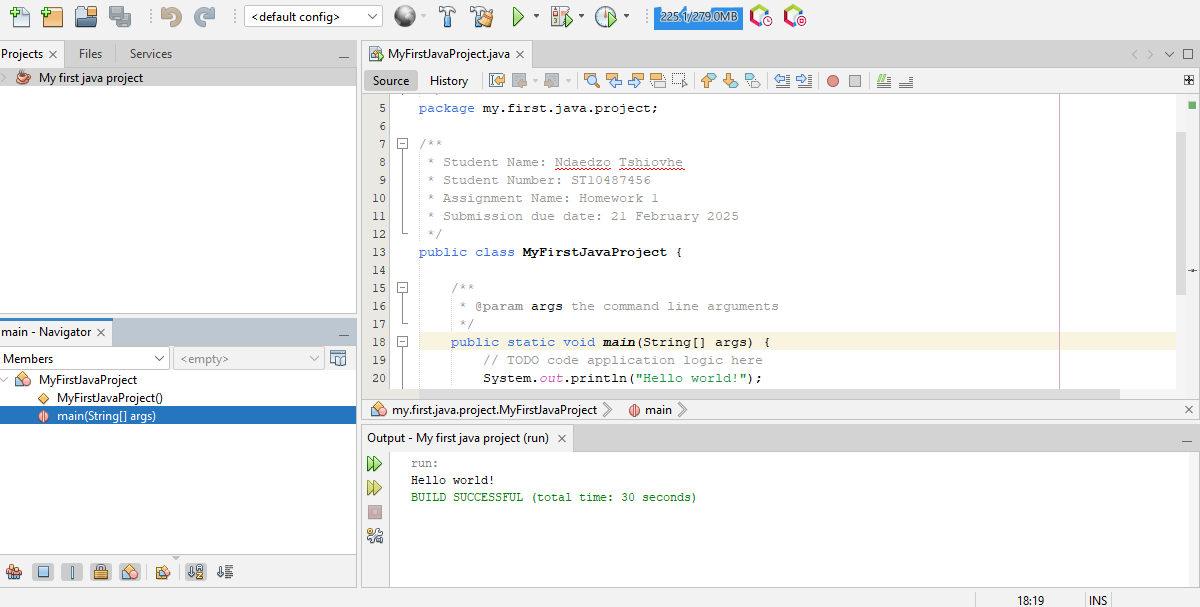 <default config>
225.1/279.0MB
Projects
Files
Services
My first java project
main - Navigator
Members
<empty>
MyFirstJavaProject
MyFirstJavaProject()
main(String[] args)
MyFirstJavaProject.java
Source
History
5 package my.first.java.project;
6
7 /**
8 * Student Name: Ndaedzo Tshiovhe
9 * Student Number: ST10487456
10 * Assignment Name: Homework 1
11 * Submission due date: 21 February 2025
12 */
13 public class MyFirstJavaProject {
14
15 /**
16 * @param args the command line arguments
17 */
18 public static void main(String[] args) {
19 // TODO code application logic here
20 System.out.println("Hello world!");
my.first.java.project.MyFirstJavaProject
main
Output - My first java project (run)
run:
Hello world!
BUILD SUCCESSFUL (total time: 30 seconds)
18:19
INS